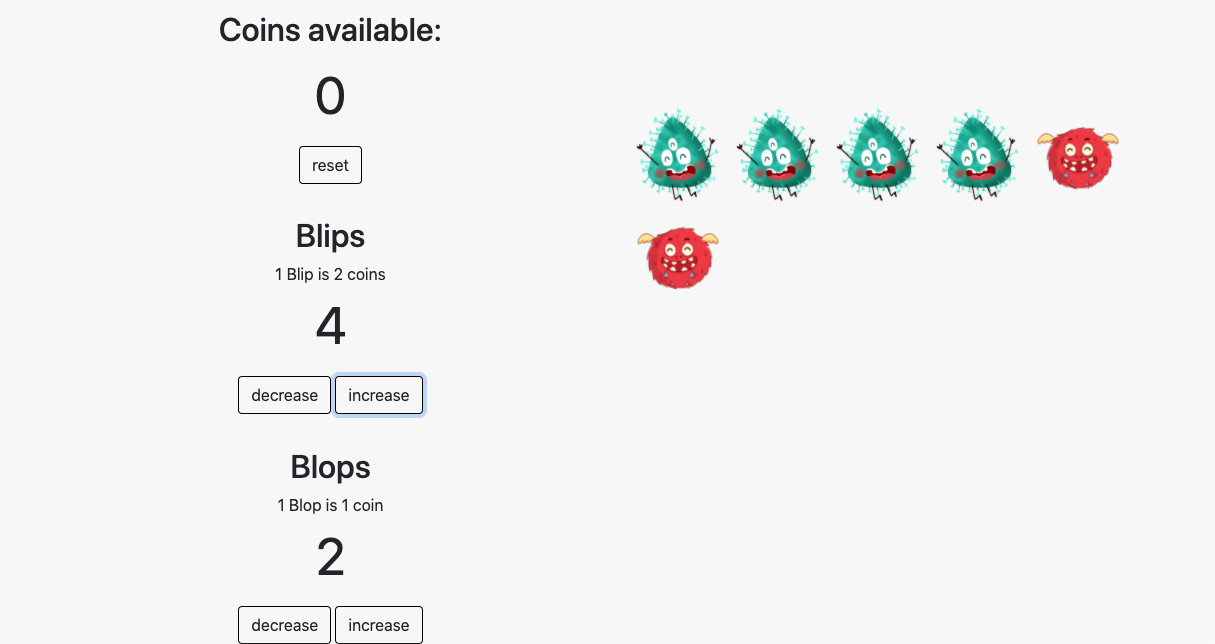 Coins available:
0
reset
Blips
1 Blip is 2 coins
4
decrease increase
Blops
1 Blop is 1 coin
2
decrease increase